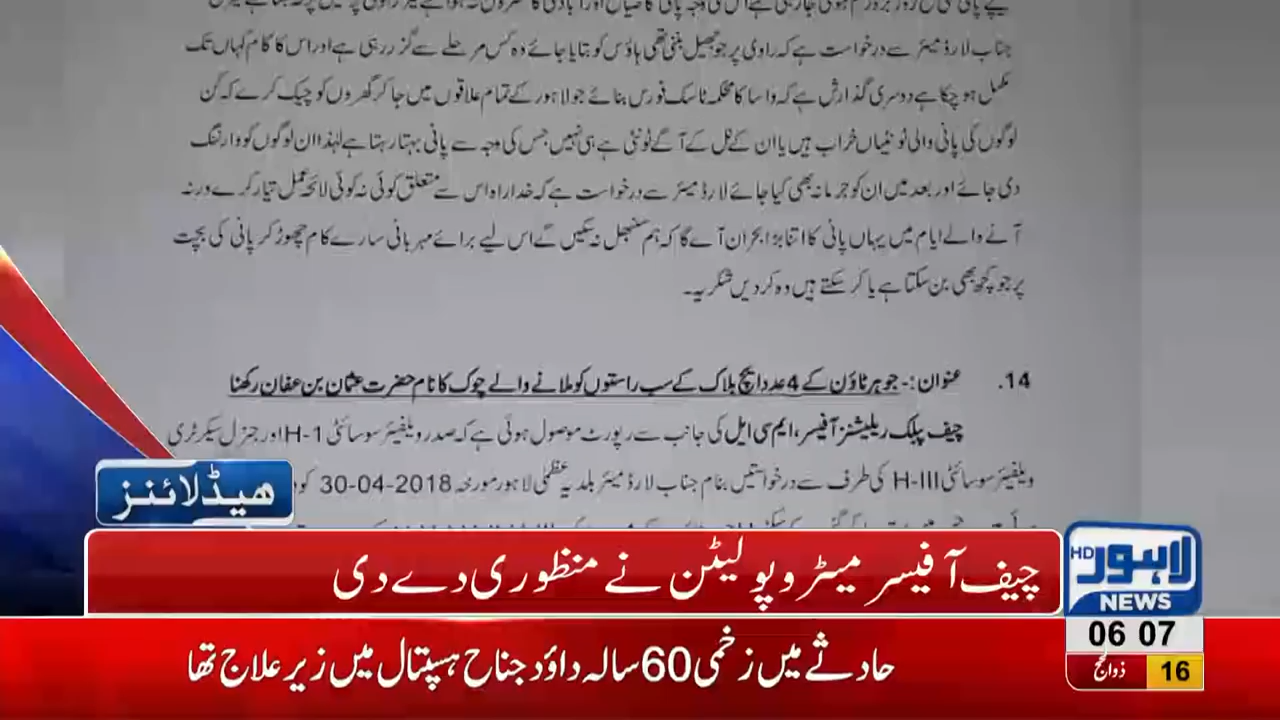 جناب لارڈ میئر سے درخواست ہے کہ راوی پر جو جھیل بننی تھی ہاؤس کو بتایا جائے وہ کس مرحلے سے گزر رہی ہے اور اس کا کام کہاں تک
مکمل ہو چکا ہے دوسری گذارش ہے کہ واسا کا محکمہ ٹاسک فورس بنائے جو لاہور کے تمام علاقوں میں جا کر گھروں کو چیک کرے کہ کن
لوگوں کی پانی والی ٹونٹیاں خراب ہیں یا ان کے نل کے آگے ٹونٹی ہے ہی نہیں جس کی وجہ سے پانی بہتا رہتا ہے لہذا ان لوگوں کو وارننگ
دی جائے اور بعد میں ان کو جرمانہ بھی کیا جائے لارڈ میئر سے درخواست ہے کہ خدارا اس سے متعلق کوئی نہ کوئی لائحہ عمل تیار کرے ورنہ
آنے والے ایام میں یہاں پانی کا اتنا بڑا بحران آئے گا کہ ہم سنبھل نہ سکیں گے اس لیے برائے مہربانی سارے کام چھوڑ کر پانی کی بچت
پر جو کچھ بھی بن سکتا ہے یا کر سکتے ہیں وہ کر دیں شکریہ۔
14. عنوان :- جوہر ٹاؤن کے 4 عدد ایچ بلاک کے سب راستوں کو ملانے والے چوک کا نام حضرت عثمان بن عفان رکھنا
چیف پبلک ریلیشنز آفیسر، ایم سی ایل کی جانب سے رپورٹ موصول ہوئی ہے کہ صدر ویلفیئر سوسائٹی H-1 اور جنرل سیکرٹری
ویلفیئر سوسائٹی H-III کی طرف سے درخواستیں بنام جناب لارڈ میئر بلدیہ عظمیٰ لاہور مورخہ 30-04-2018 کو
ہیڈلائنز
چیف آفیسر میٹروپولیٹن نے منظوری دے دی
لاہور HD
NEWS
06 07
حادثے میں زخمی 60 سالہ داؤد جناح ہسپتال میں زیر علاج تھا
16 ذوالحج